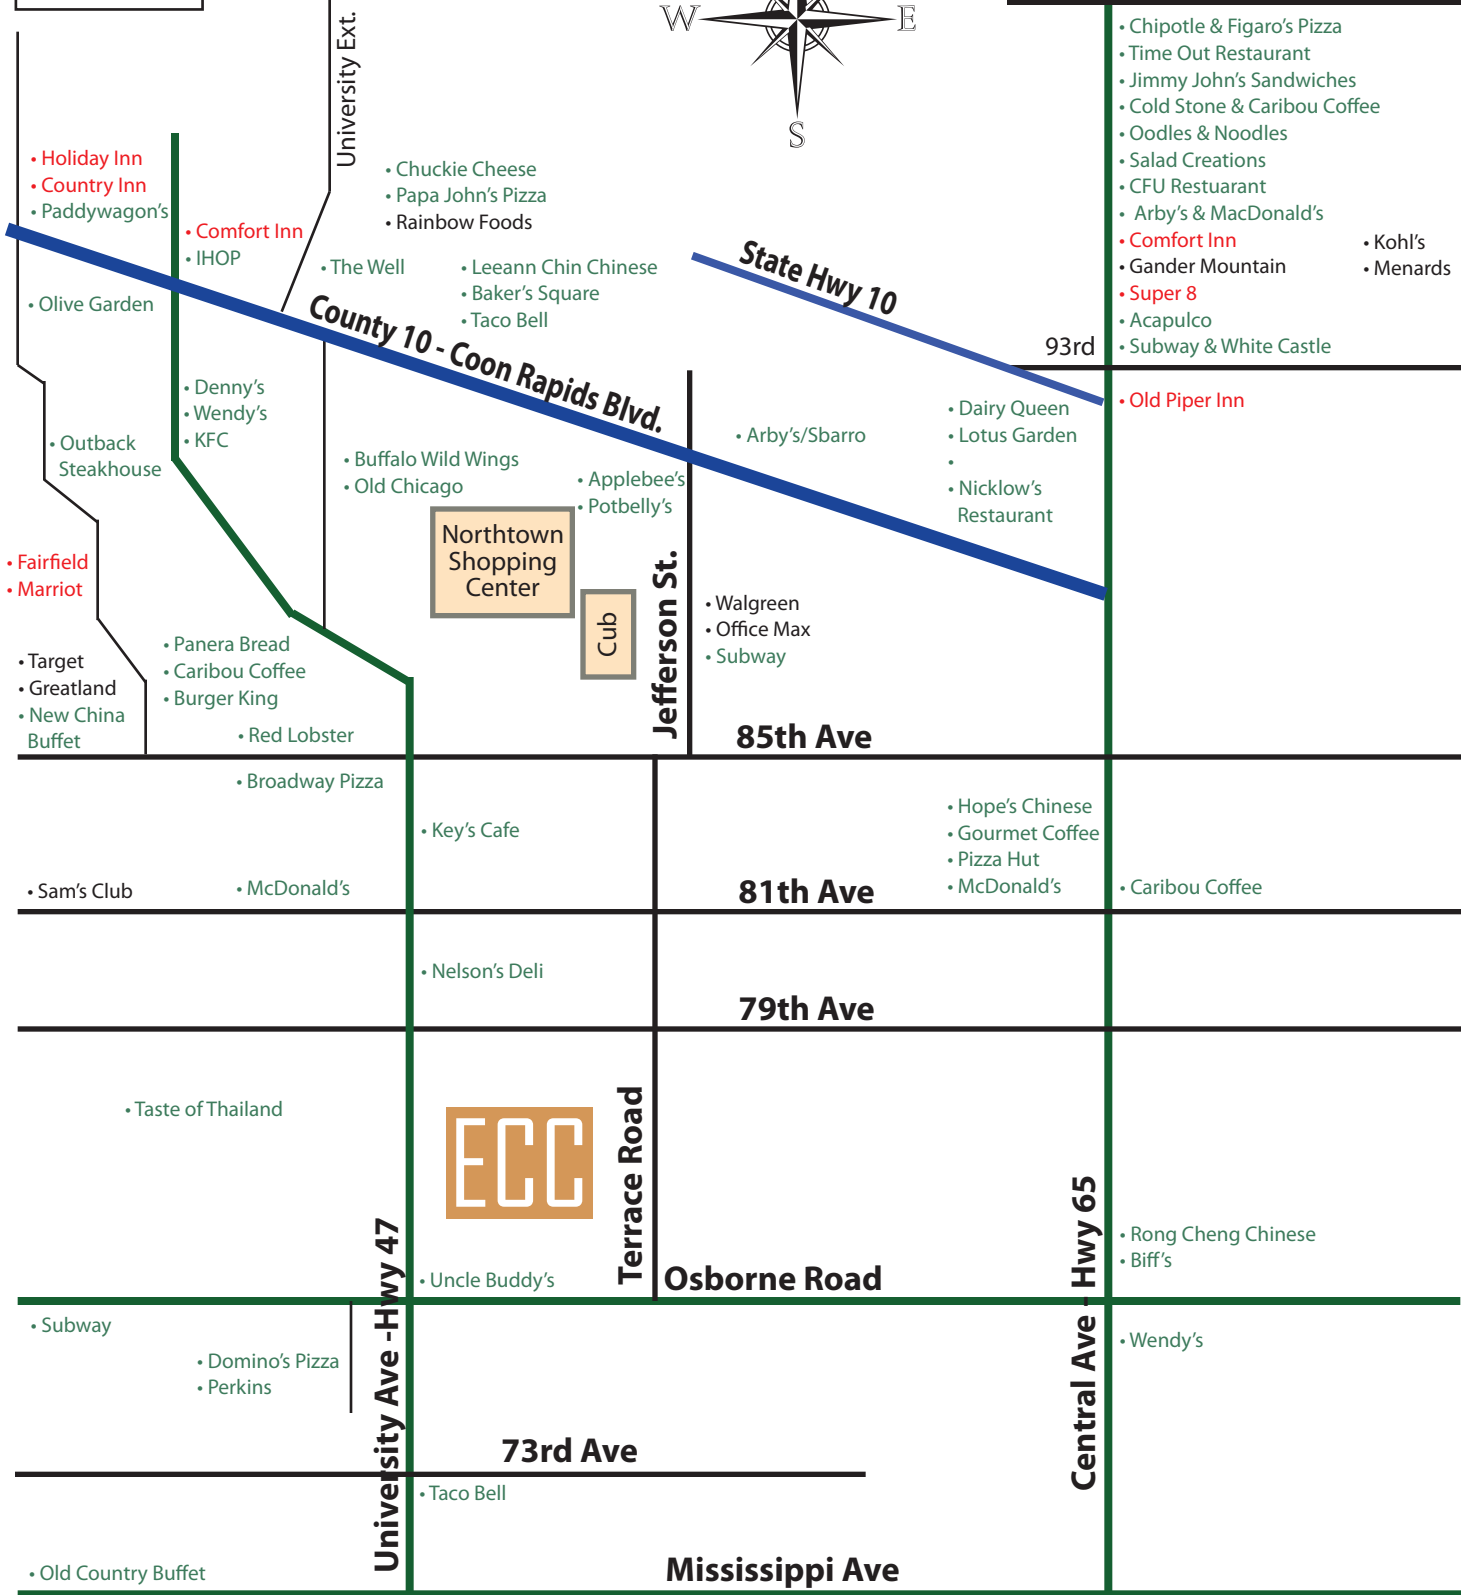 W
E
S
University Ext.
• Chipotle & Figaro's Pizza
• Time Out Restaurant
• Jimmy John's Sandwiches
• Cold Stone & Caribou Coffee
• Oodles & Noodles
• Salad Creations
• CFU Restuarant
• Arby's & MacDonald's
• Comfort Inn
• Gander Mountain
• Super 8
• Acapulco
• Subway & White Castle
• Kohl's
• Menards
• Holiday Inn
• Country Inn
• Paddywagon's
• Comfort Inn
• IHOP
• Chuckie Cheese
• Papa John's Pizza
• Rainbow Foods
• The Well
• Leeann Chin Chinese
• Baker's Square
• Taco Bell
State Hwy 10
County 10 - Coon Rapids Blvd.
93rd
• Olive Garden
• Old Piper Inn
• Denny's
• Wendy's
• KFC
• Outback
Steakhouse
• Buffalo Wild Wings
• Old Chicago
• Applebee's
• Potbelly's
• Arby's/Sbarro
• Dairy Queen
• Lotus Garden
•
• Nicklow's
Restaurant
Northtown
Shopping
Center
Cub
Jefferson St.
• Fairfield
• Marriot
• Walgreen
• Office Max
• Subway
• Target
• Greatland
• New China
Buffet
• Panera Bread
• Caribou Coffee
• Burger King
• Red Lobster
85th Ave
• Broadway Pizza
• Key's Cafe
• Hope's Chinese
• Gourmet Coffee
• Pizza Hut
• McDonald's
• Sam's Club
• McDonald's
81th Ave
• Caribou Coffee
• Nelson's Deli
79th Ave
• Taste of Thailand
ECC
Terrace Road
• Rong Cheng Chinese
• Biff's
• Uncle Buddy's
Osborne Road
University Ave -Hwy 47
Central Ave - Hwy 65
• Subway
• Domino's Pizza
• Perkins
• Wendy's
73rd Ave
• Taco Bell
• Old Country Buffet
Mississippi Ave